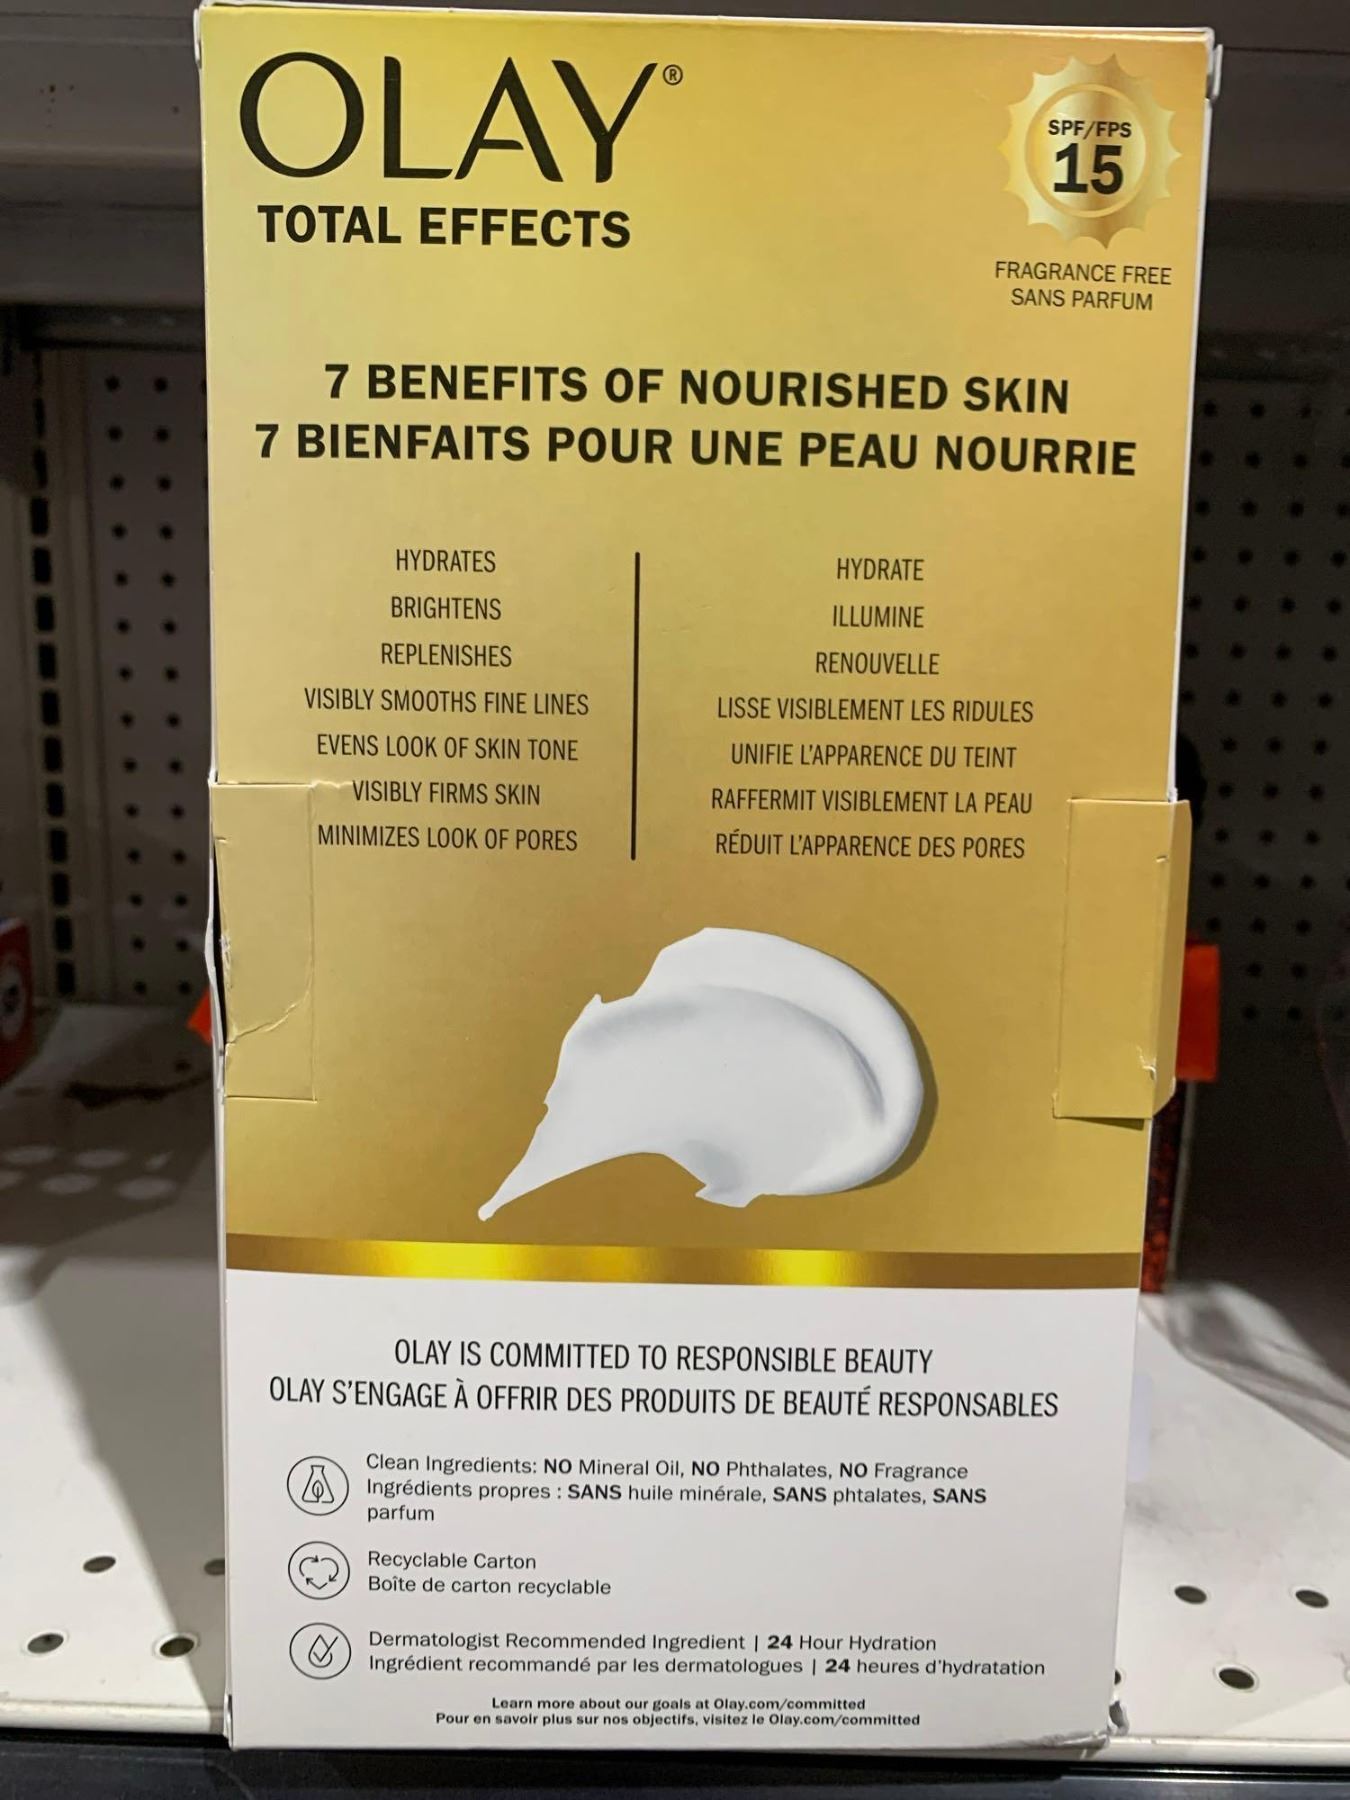 OLAY®
TOTAL EFFECTS
SPF/FPS
15
FRAGRANCE FREE
SANS PARFUM
7 BENEFITS OF NOURISHED SKIN
7 BIENFAITS POUR UNE PEAU NOURRIE
HYDRATES
BRIGHTENS
REPLENISHES
VISIBLY SMOOTHS FINE LINES
EVENS LOOK OF SKIN TONE
VISIBLY FIRMS SKIN
MINIMIZES LOOK OF PORES
HYDRATE
ILLUMINE
RENOUVELLE
LISSE VISIBLEMENT LES RIDULES
UNIFIE L'APPARENCE DU TEINT
RAFFERMIT VISIBLEMENT LA PEAU
RÉDUIT L'APPARENCE DES PORES
OLAY IS COMMITTED TO RESPONSIBLE BEAUTY
OLAY S'ENGAGE À OFFRIR DES PRODUITS DE BEAUTÉ RESPONSABLES
Clean Ingredients: NO Mineral Oil, NO Phthalates, NO Fragrance
Ingrédients propres : SANS huile minérale, SANS phtalates, SANS
parfum
Recyclable Carton
Boîte de carton recyclable
Dermatologist Recommended Ingredient | 24 Hour Hydration
Ingrédient recommandé par les dermatologues | 24 heures d'hydratation
Learn more about our goals at Olay.com/committed
Pour en savoir plus sur nos objectifs, visitez le Olay.com/committed